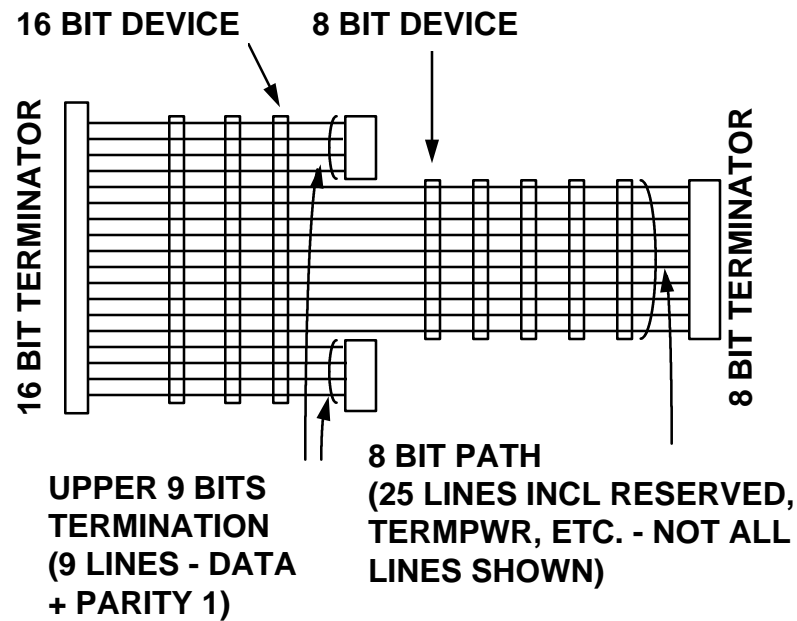 16 BIT DEVICE
8 BIT DEVICE
16 BIT TERMINATOR
8 BIT TERMINATOR
UPPER 9 BITS
TERMINATION
(9 LINES - DATA
+ PARITY 1)
8 BIT PATH
(25 LINES INCL RESERVED,
TERMPWR, ETC. - NOT ALL
LINES SHOWN)